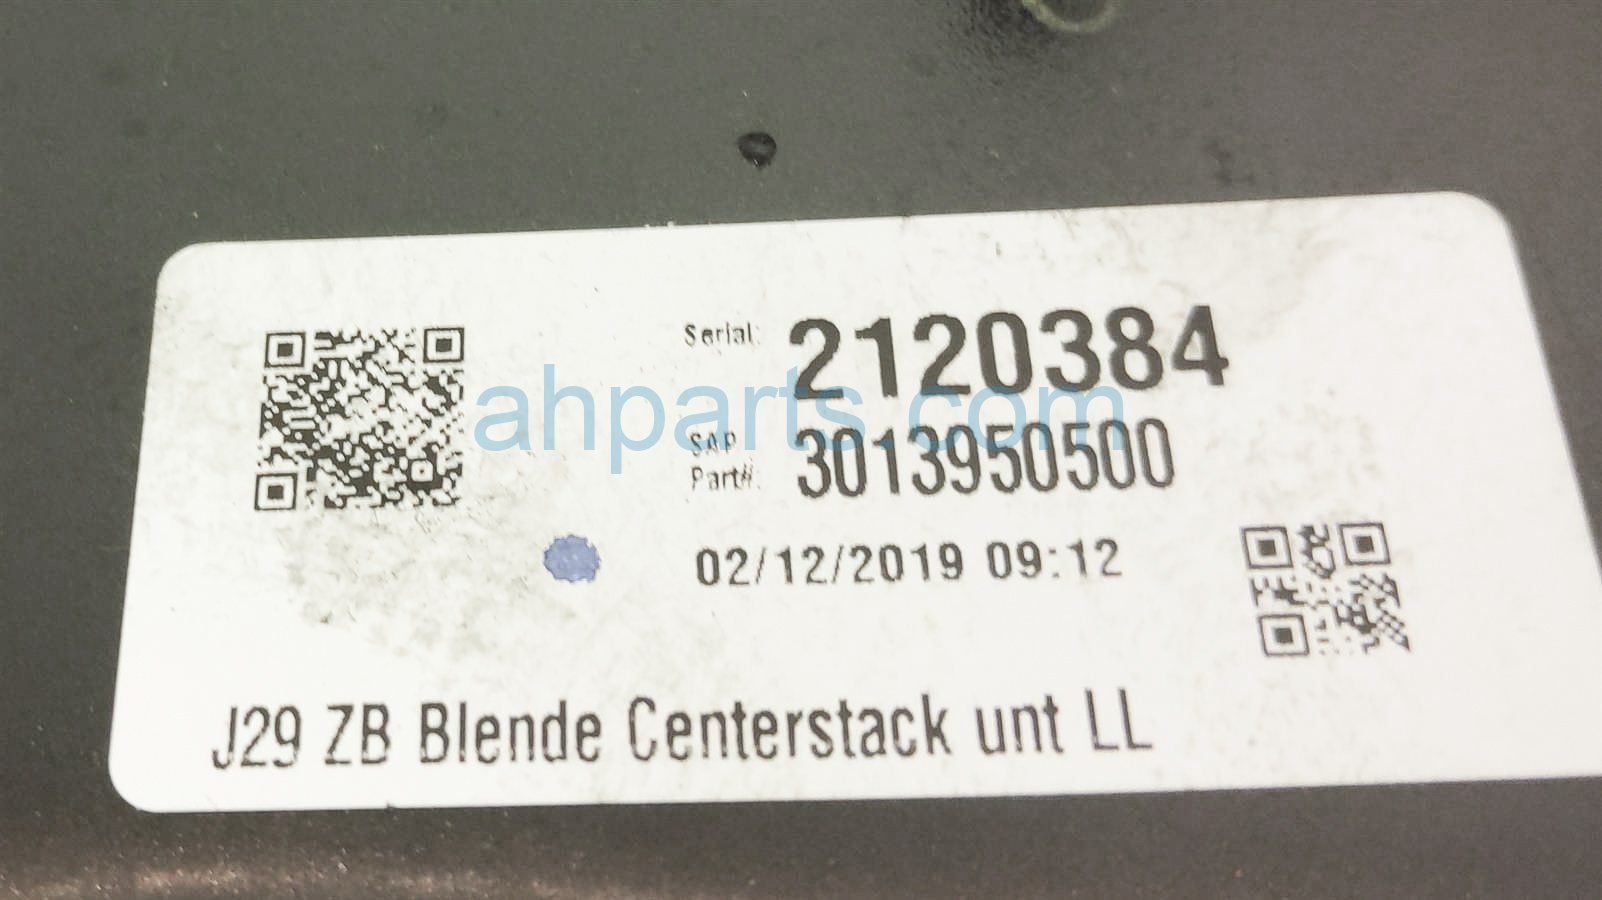 Serial: 2120384
ahparts.com
SAP Part#: 3013950500
02/12/2019 09:12
J29 ZB Blende Centerstack unt LL